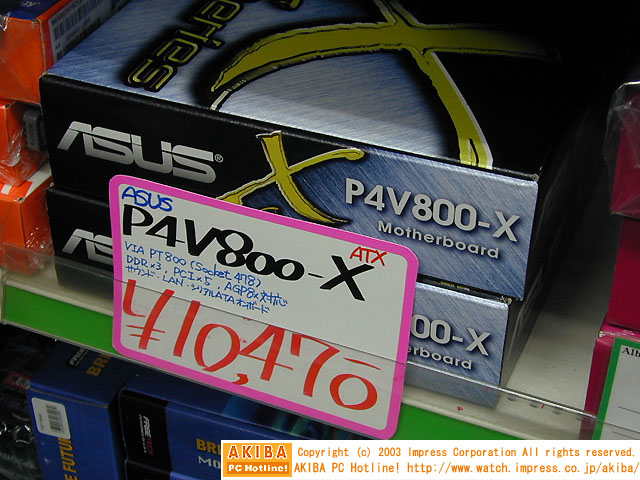 Series
X
ASUS®
X
P4V800-X
Motherboard
ASUS
P4V800-X
ATX
VIA PT800 (Socket 478)
DDR×3, PCI×5, AGP8x対応
サウンド・LAN・シリアルATAオンボード
¥10,470
AS
800-X
herboard
AKIBA
PC Hotline!
Copyright (c) 2003 Impress Corporation All rights reserved.
AKIBA PC Hotline! http://www.watch.impress.co.jp/akiba/